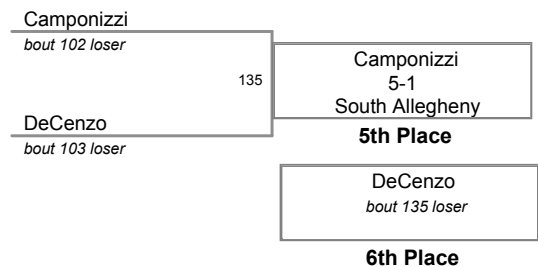 Camponizzi
bout 102 loser
135
Camponizzi
5-1
South Allegheny
5th Place
DeCenzo
bout 103 loser
DeCenzo
bout 135 loser
6th Place